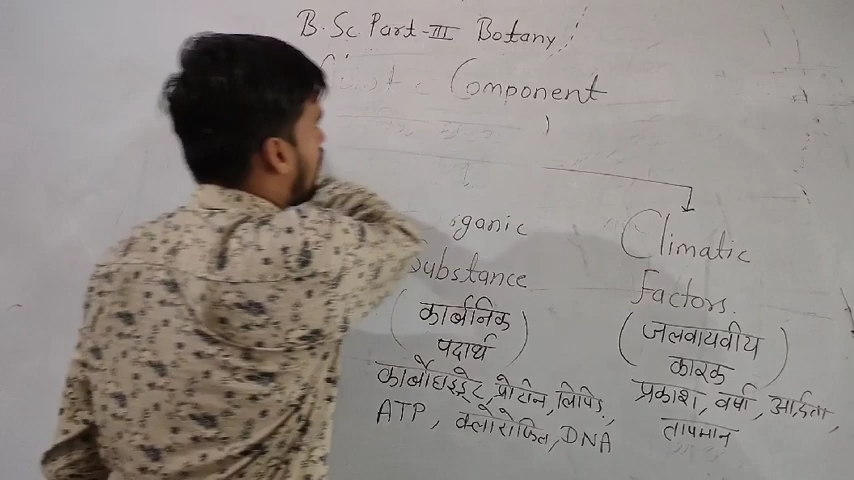 B.Sc. Part-III Botany
Component
ganic
Substance
(कार्बनिक
पदार्थ)
कार्बोहाइड्रेट, प्रोटीन, लिपिड,
ATP, क्लोरोफिल, DNA
Climatic
Factors.
(जलवायवीय
कारक)
प्रकाश, वर्षा, आर्द्रता,
तापमान